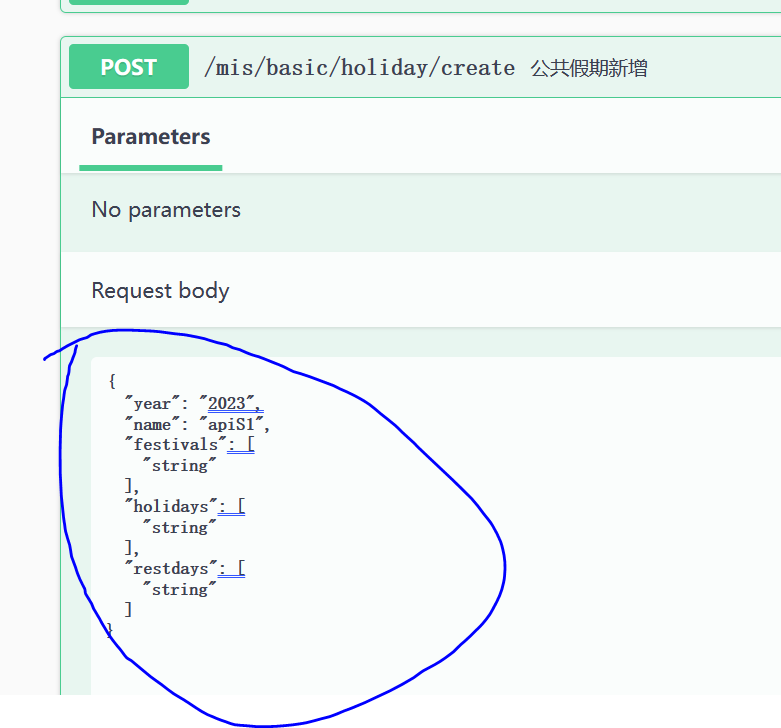 POST /mis/basic/holiday/create 公共假期新增
Parameters
No parameters
Request body
{
"year": "2023",
"name": "apiS1",
"festivals": [
"string"
],
"holidays": [
"string"
],
"restdays": [
"string"
]
}